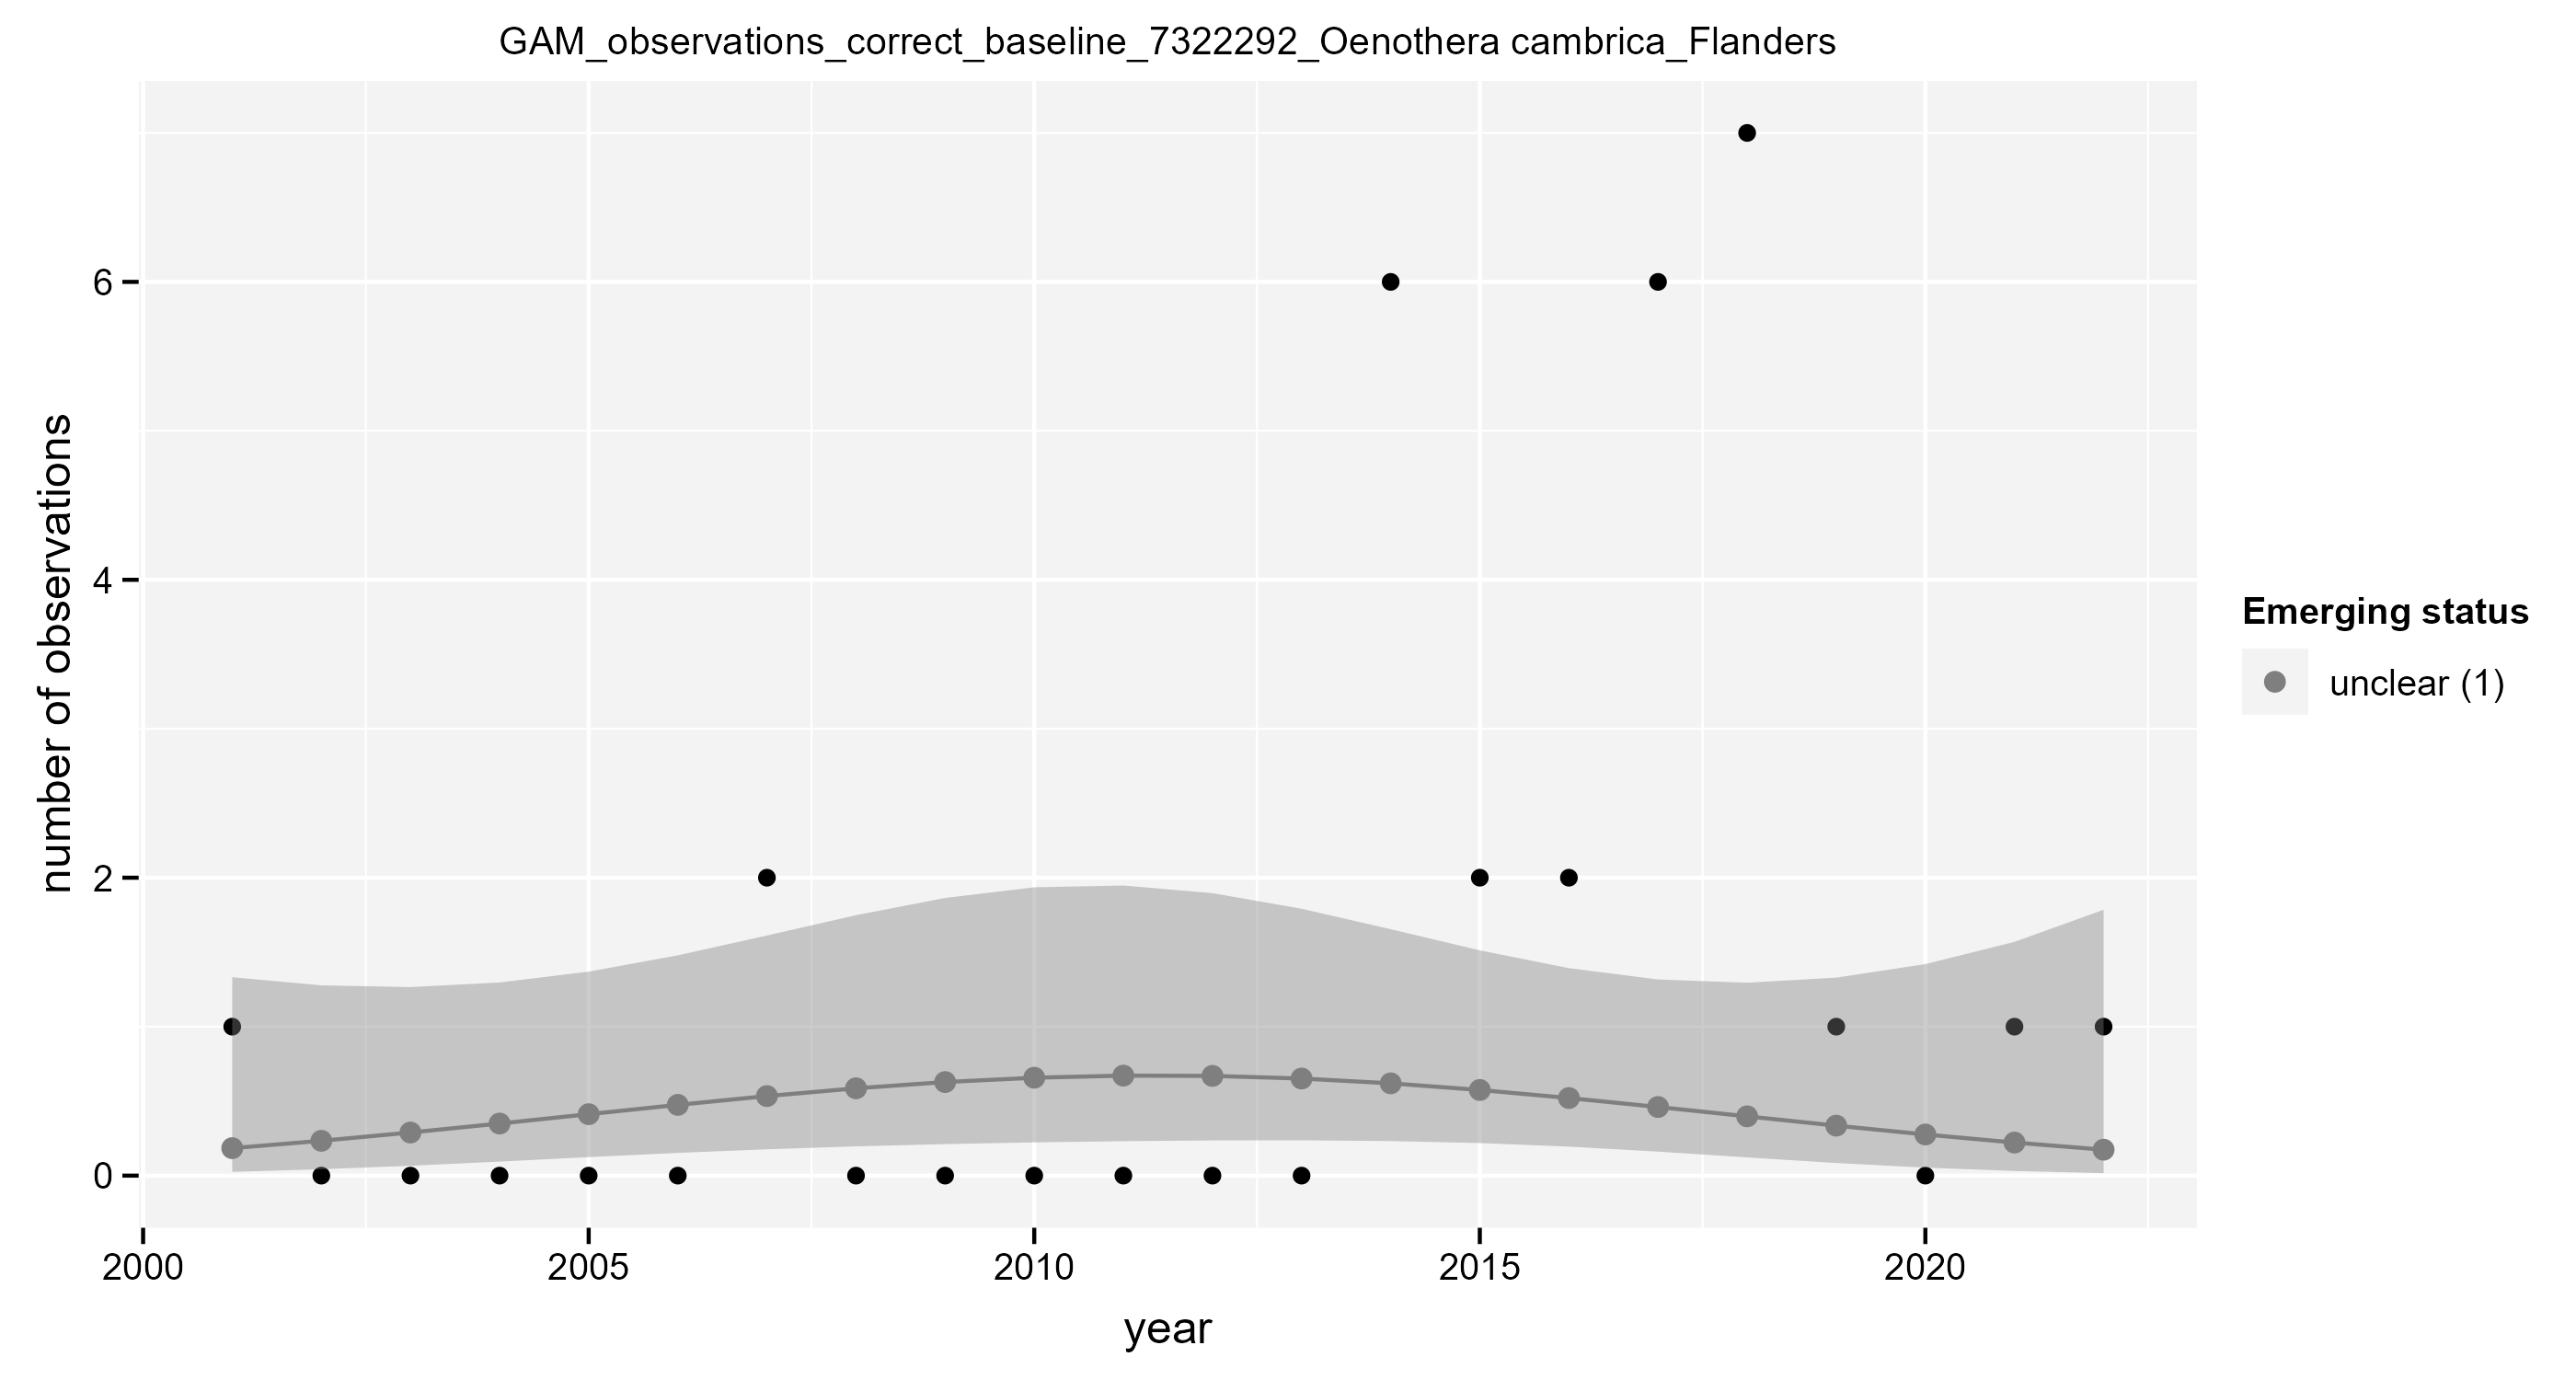 GAM_observations_correct_baseline_7322292_Oenothera cambrica_Flanders
number of observations
6
4
2
0
2000
2005
2010
2015
2020
year
Emerging status
unclear (1)